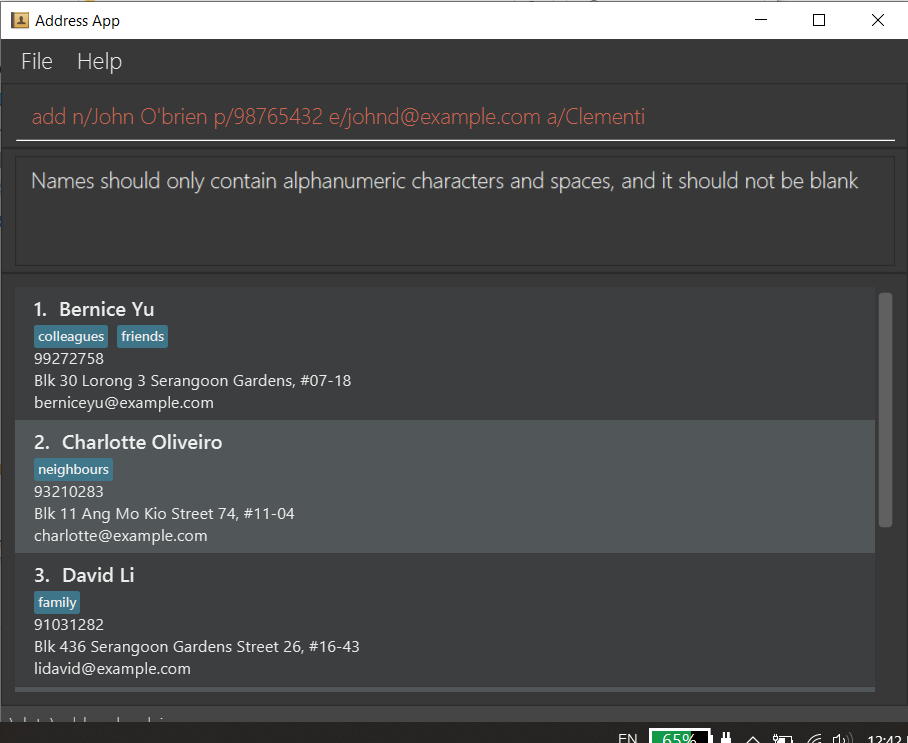 Address App
File Help
add n/John O'brien p/98765432 e/johnd@example.com a/Clementi
Names should only contain alphanumeric characters and spaces, and it should not be blank
1. Bernice Yu
colleagues friends
99272758
Blk 30 Lorong 3 Serangoon Gardens, #07-18
berniceyu@example.com
2. Charlotte Oliveiro
neighbours
93210283
Blk 11 Ang Mo Kio Street 74, #11-04
charlotte@example.com
3. David Li
family
91031282
Blk 436 Serangoon Gardens Street 26, #16-43
lidavid@example.com
EN 65% 12:42